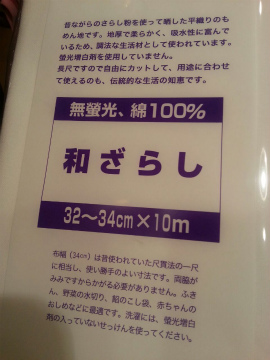 昔ながらのさらし粉を使って晒した平織りのも
めん地です。地厚で柔らかく、吸水性に富んで
いるため、調法な生活材として使われています。
螢光増白剤を使用していません。
長尺ですので自由にカットして、用途に合わせ
て使えるのも、伝統的な生活の知恵です。
無螢光、綿100%
和ざらし
32〜34cm×10m
布幅(34cm)は昔使われていた尺貫法の一尺
に相当し、使い勝手のよい寸法です。両脇が
みみですからかがる必要がありません。ふき
ん、野菜の水切り、餡のこし袋、赤ちゃんの
おしめなどに最適です。洗濯には、螢光増白
剤の入っていないせっけんを使ってください。